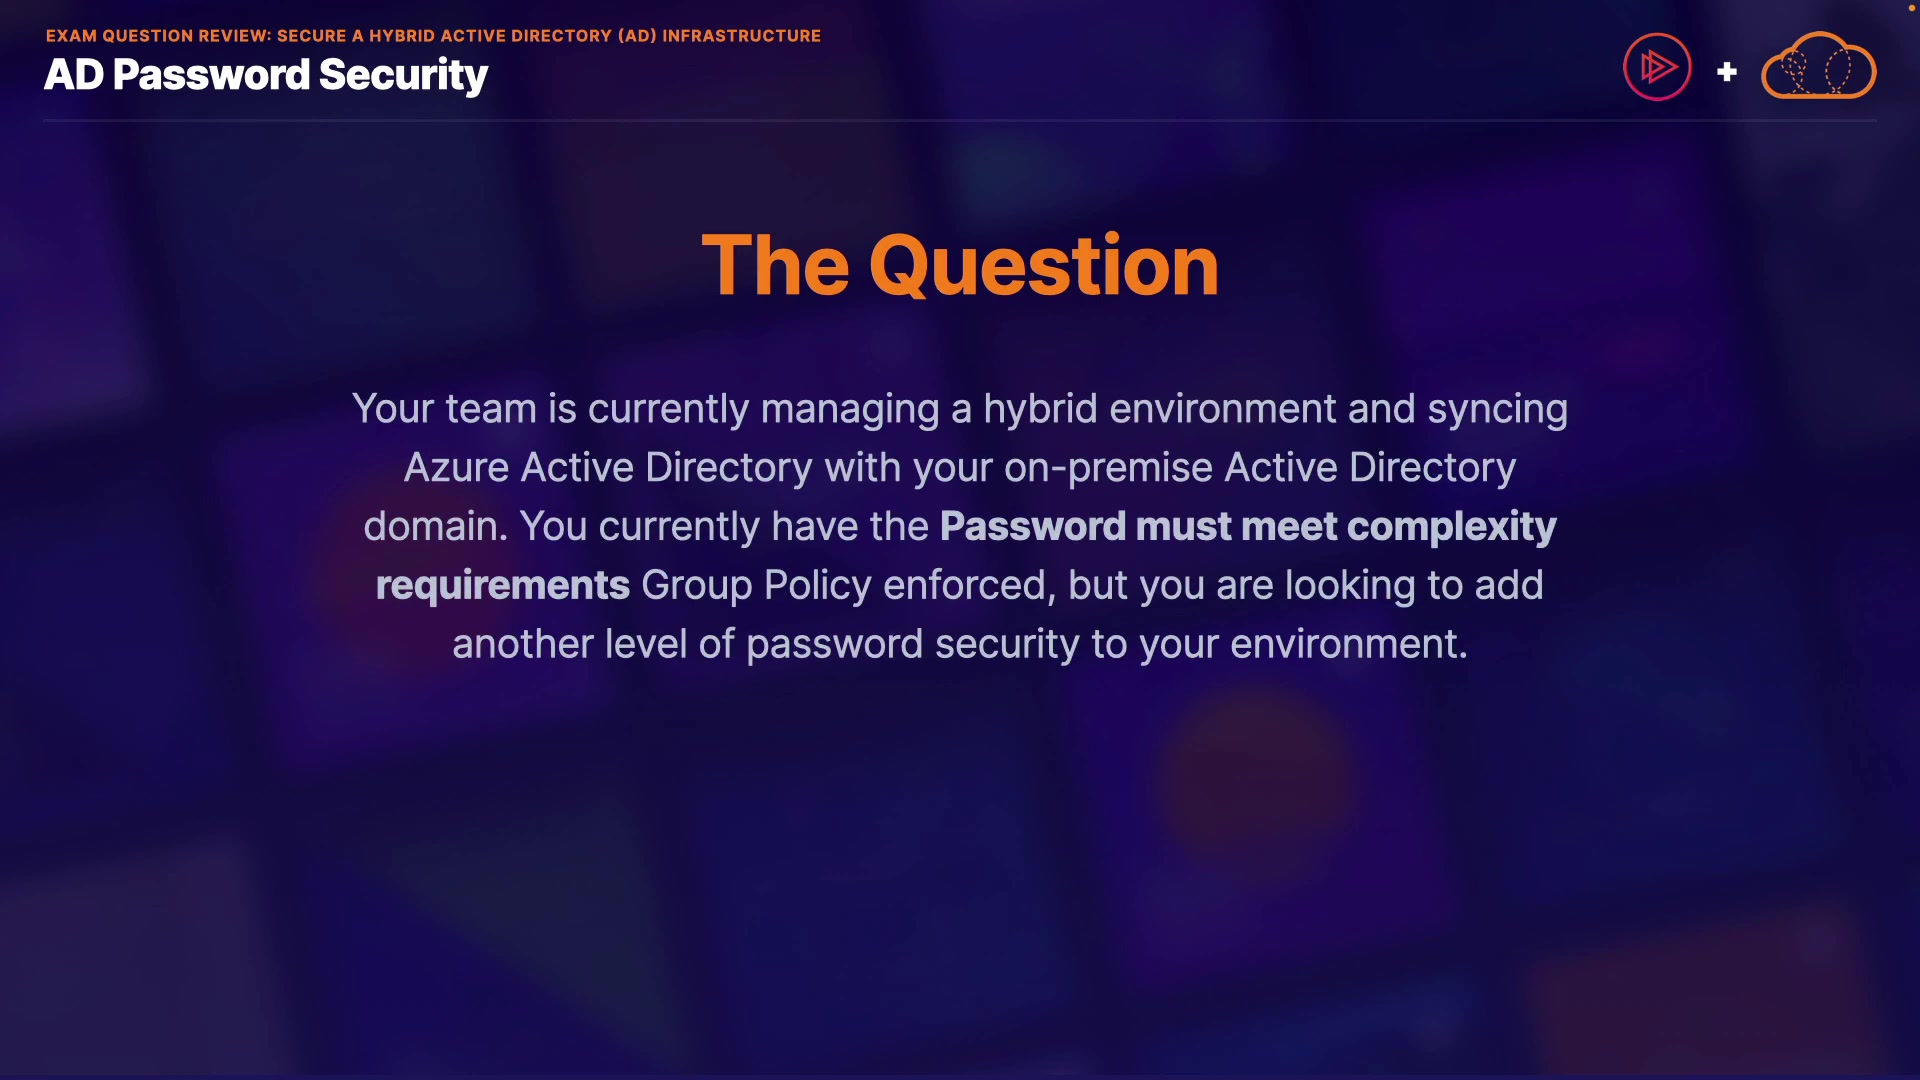 EXAM QUESTION REVIEW: SECURE A HYBRID ACTIVE DIRECTORY (AD) INFRASTRUCTURE
AD Password Security
The Question
Your team is currently managing a hybrid environment and syncing
Azure Active Directory with your on-premise Active Directory
domain. You currently have the Password must meet complexity
requirements Group Policy enforced, but you are looking to add
another level of password security to your environment.